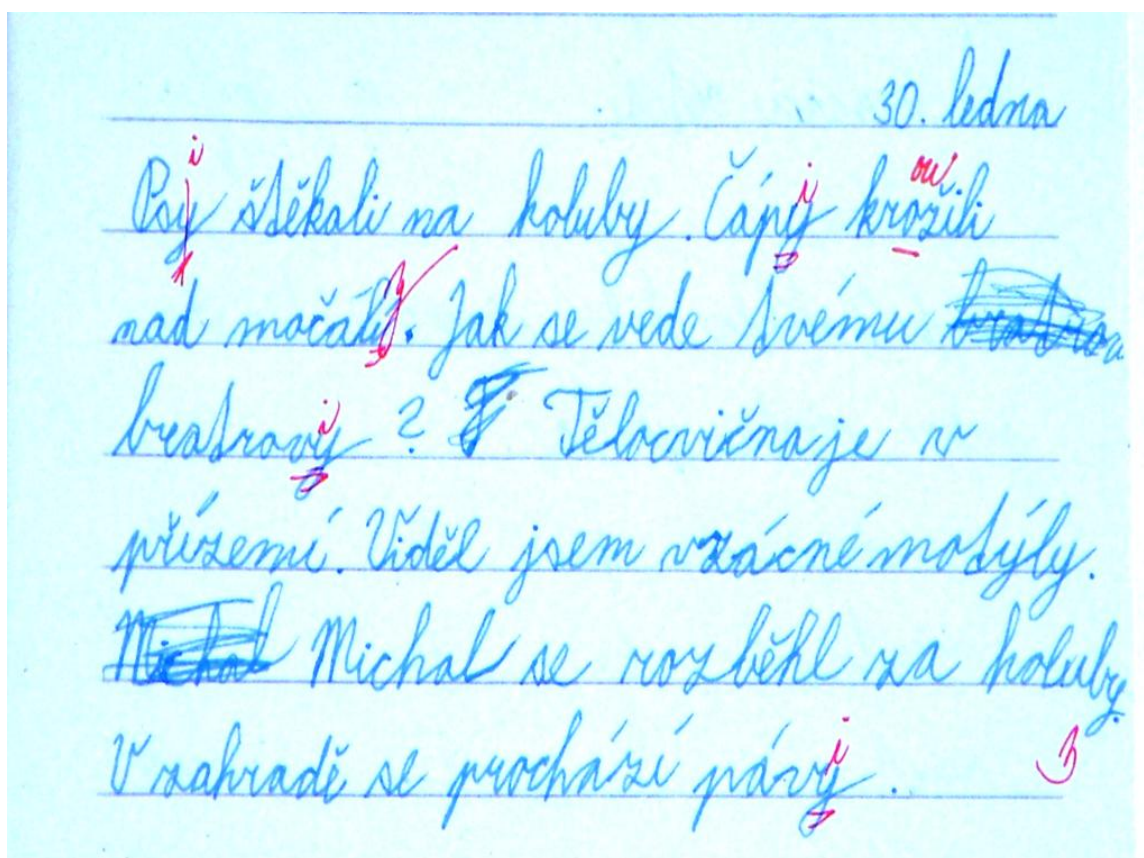 30. ledna
Psy štěkali na holuby. Čápy krožili
nad močály. Jak se vede tvému
bratrovy ? Tělocvična je v
přízemí. Viděl jsem vzácné motýly.
Michal Michal se rozběhl za holuby.
V zahradě se prochází pávy . 3